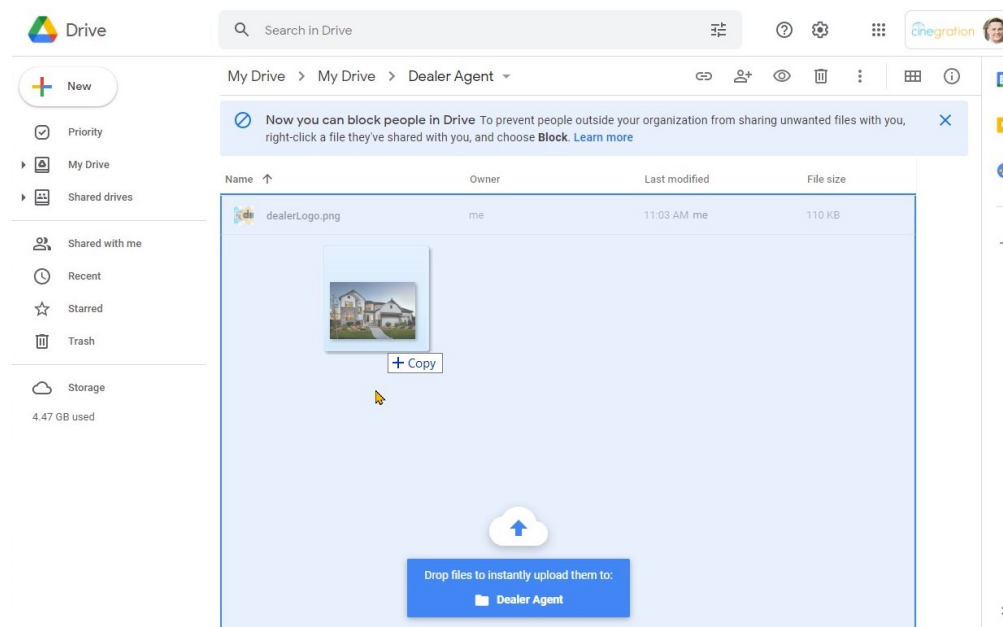 Drive
Search in Drive
cinegration
New
My Drive > My Drive > Dealer Agent
Priority
My Drive
Shared drives
Shared with me
Recent
Starred
Trash
Storage
4.47 GB used
Now you can block people in Drive To prevent people outside your organization from sharing unwanted files with you,
right-click a file they've shared with you, and choose Block. Learn more
Name Owner Last modified File size
dealerLogo.png me 11:03 AM me 110 KB
+ Copy
Drop files to instantly upload them to:
Dealer Agent